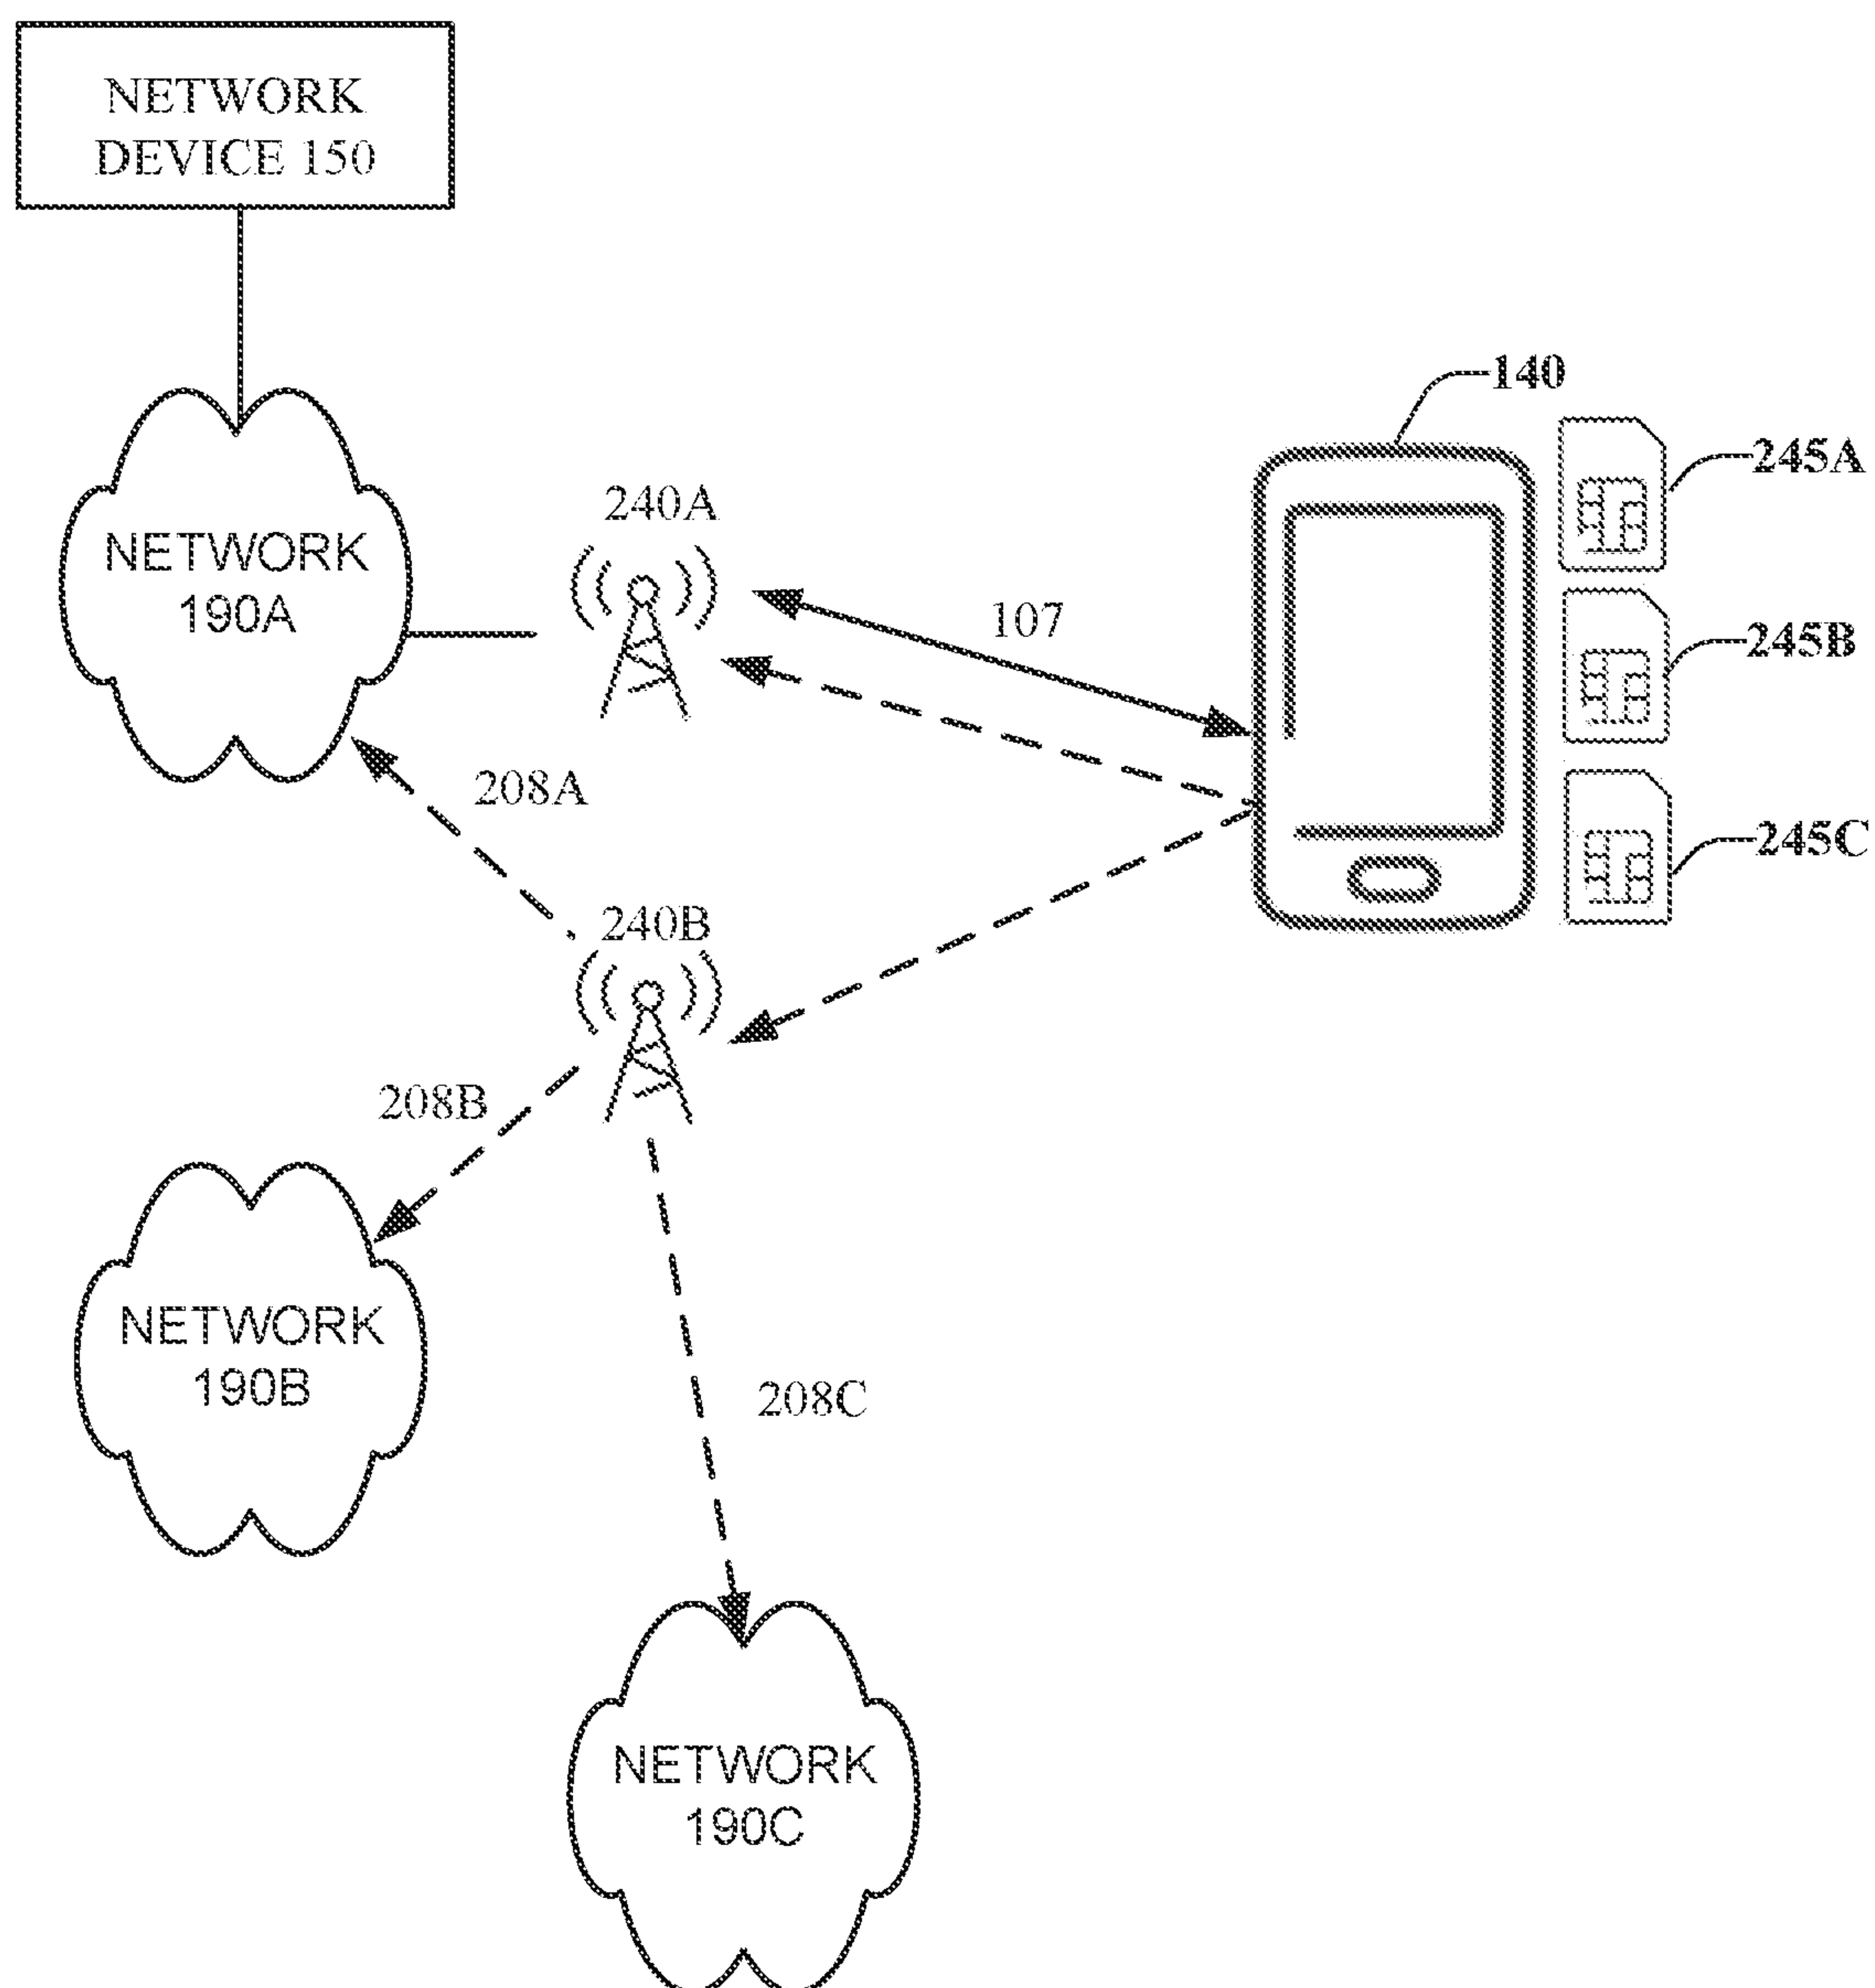 NETWORK
DEVICE 150
140
245A
240A
NETWORK
190A
107
245B
208A
245C
240B
208B
NETWORK
190B
208C
NETWORK
190C